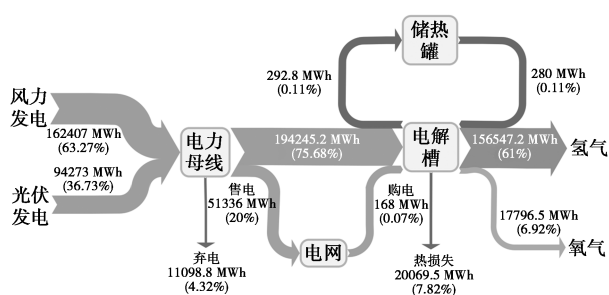 储热
罐
292.8 MWh
(0.11%)
280 MWh
(0.11%)
风力
发电
162407 MWh
(63.27%)
94273 MWh
(36.73%)
光伏
发电
电力
母线
194245.2 MWh
(75.68%)
电解
槽
156547.2 MWh
(61%)
氢气
售电
51336 MWh
(20%)
购电
168 MWh
(0.07%)
17796.5 MWh
(6.92%)
氧气
电网
弃电
11098.8 MWh
(4.32%)
热损失
20069.5 MWh
(7.82%)